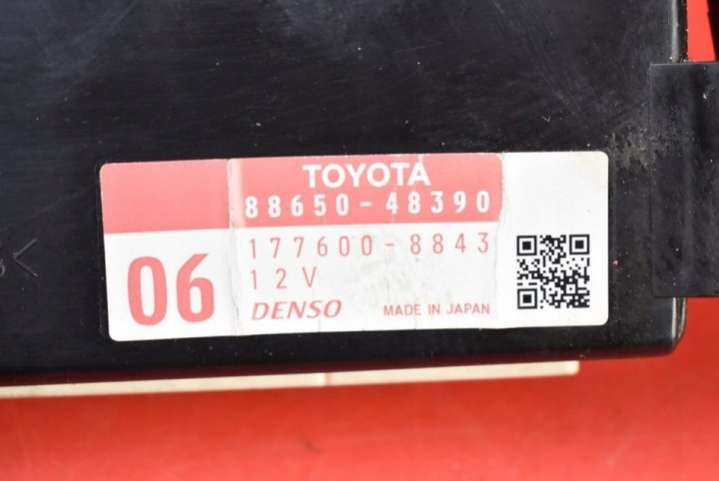 TOYOTA
88650-48390
06
177600-8843
12V
DENSO MADE IN JAPAN